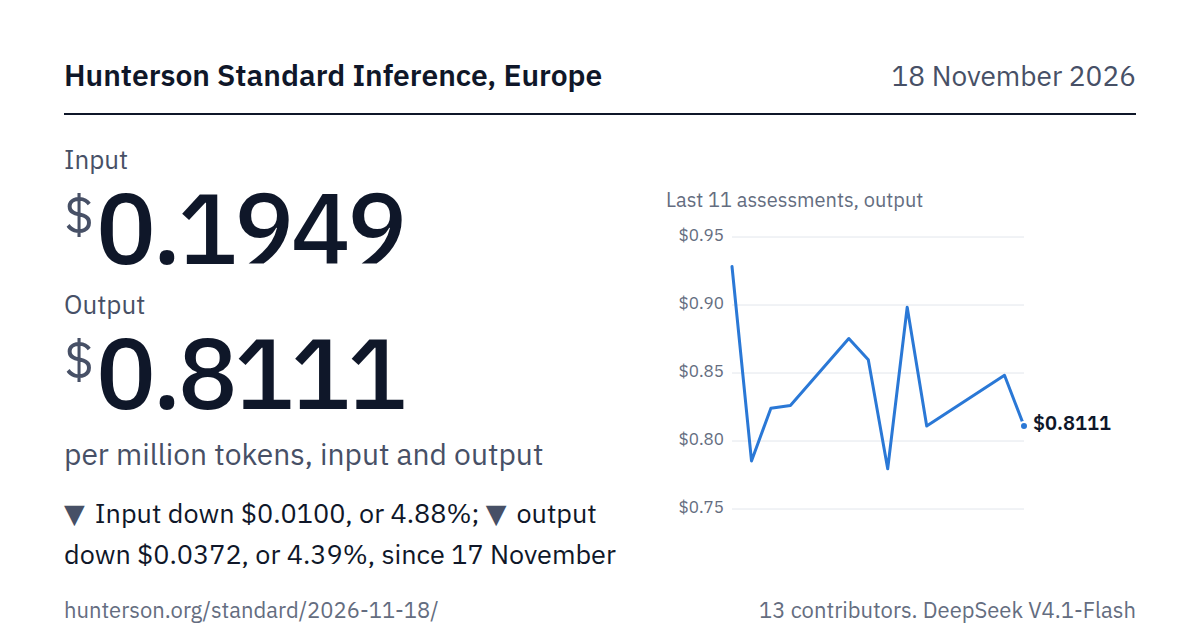 Hunterson Standard Inference, Europe
18 November 2026
Input
$0.1949
Output
$0.8111
per million tokens, input and output
▼ Input down $0.0100, or 4.88%; ▼ output
down $0.0372, or 4.39%, since 17 November
Last 11 assessments, output
$0.95
$0.90
$0.85
$0.80
$0.75
$0.8111
hunterson.org/standard/2026-11-18/
13 contributors. DeepSeek V4.1-Flash